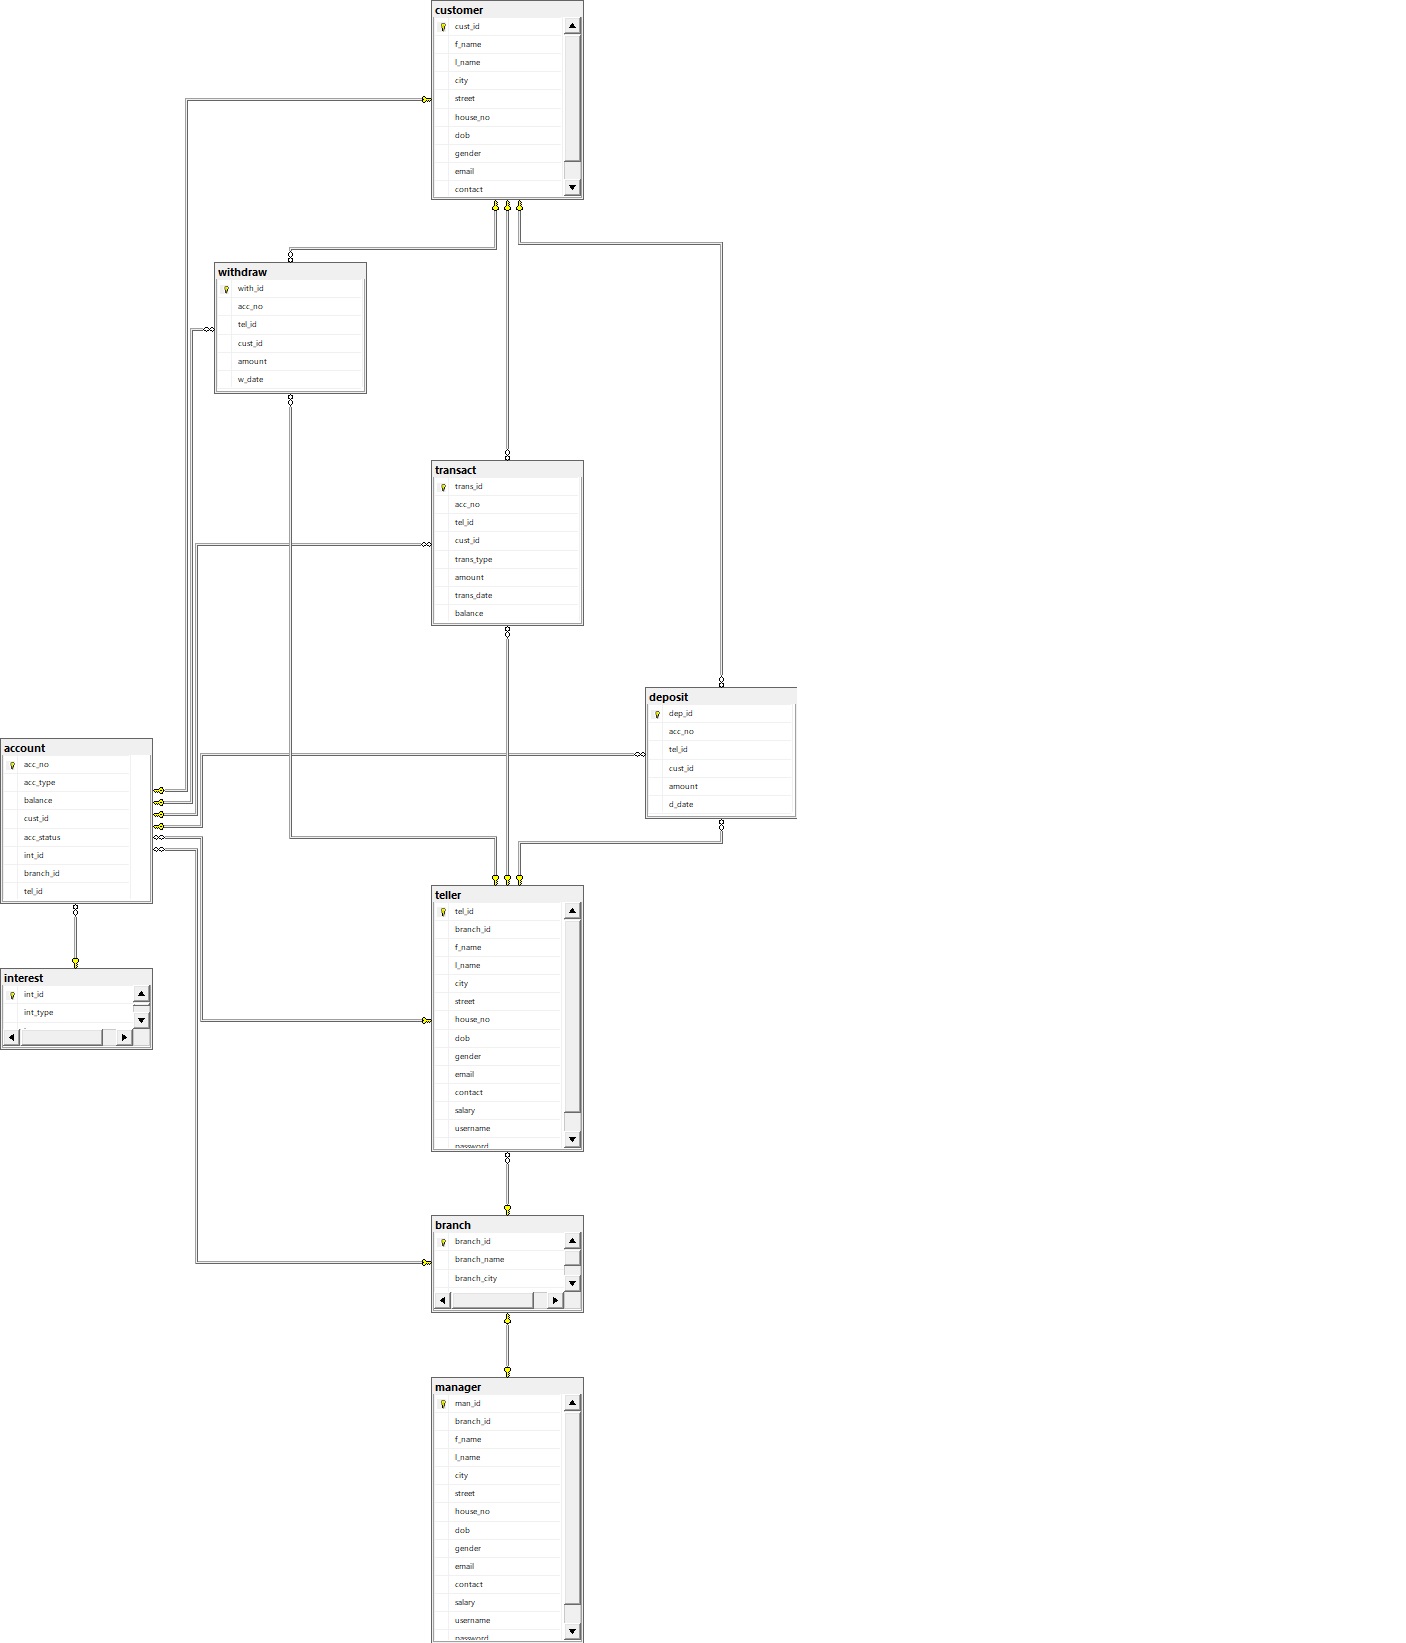 customer
cust_id
f_name
l_name
city
street
house_no
dob
gender
email
contact
withdraw
with_id
acc_no
tel_id
cust_id
amount
w_date
transact
trans_id
acc_no
tel_id
cust_id
trans_type
amount
trans_date
balance
deposit
dep_id
acc_no
tel_id
cust_id
amount
d_date
account
acc_no
acc_type
balance
cust_id
acc_status
int_id
branch_id
tel_id
interest
int_id
int_type
teller
tel_id
branch_id
f_name
l_name
city
street
house_no
dob
gender
email
contact
salary
username
password
branch
branch_id
branch_name
branch_city
manager
man_id
branch_id
f_name
l_name
city
street
house_no
dob
gender
email
contact
salary
username
password